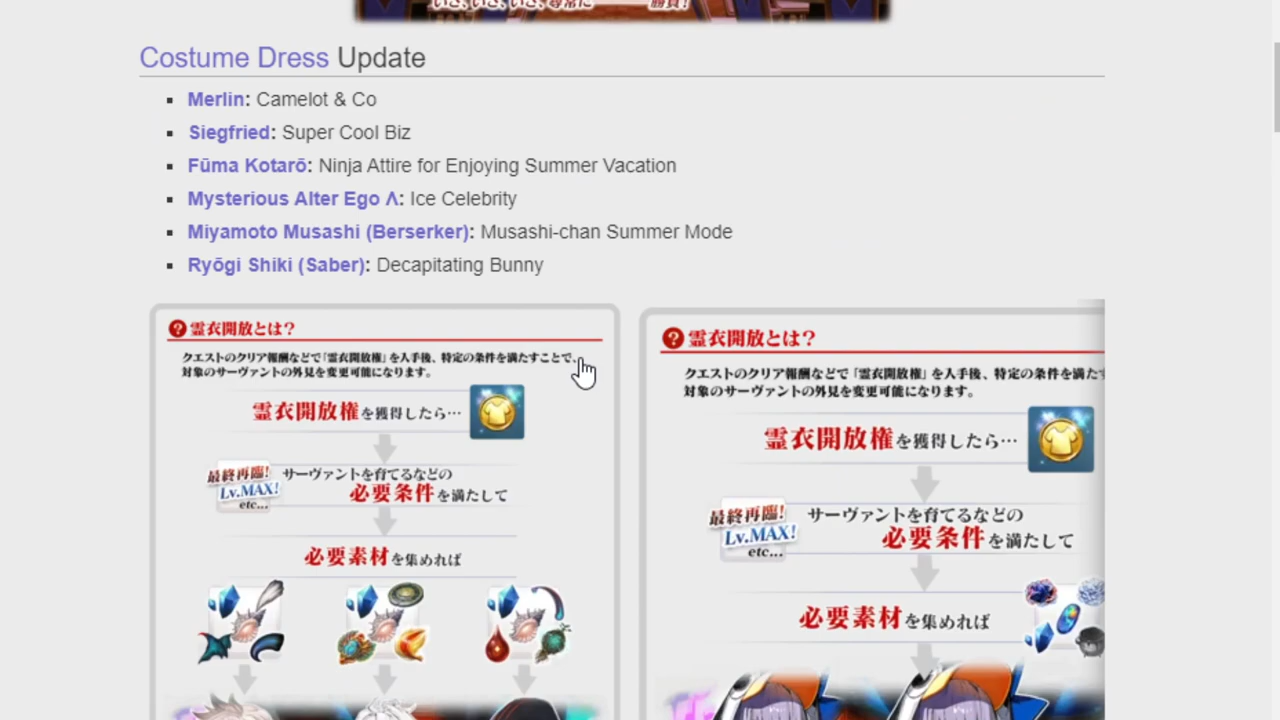 Costume Dress Update
Merlin: Camelot & Co
Siegfried: Super Cool Biz
Fūma Kotarō: Ninja Attire for Enjoying Summer Vacation
Mysterious Alter Ego Λ: Ice Celebrity
Miyamoto Musashi (Berserker): Musashi-chan Summer Mode
Ryōgi Shiki (Saber): Decapitating Bunny
?霊衣開放とは?
クエストのクリア報酬などで「霊衣開放権」を入手後、特定の条件を満たすことで、
対象のサーヴァントの外見を変更可能になります。
霊衣開放権を獲得したら…
最終再臨!
Lv.MAX!
etc...
サーヴァントを育てるなどの
必要条件を満たして
必要素材を集めれば
?霊衣開放とは?
クエストのクリア報酬などで「霊衣開放権」を入手後、特定の条件を満た
対象のサーヴァントの外見を変更可能になります。
霊衣開放権を獲得したら…
最終再臨!
Lv.MAX!
etc...
サーヴァントを育てるなどの
必要条件を満たして
必要素材を集めれば